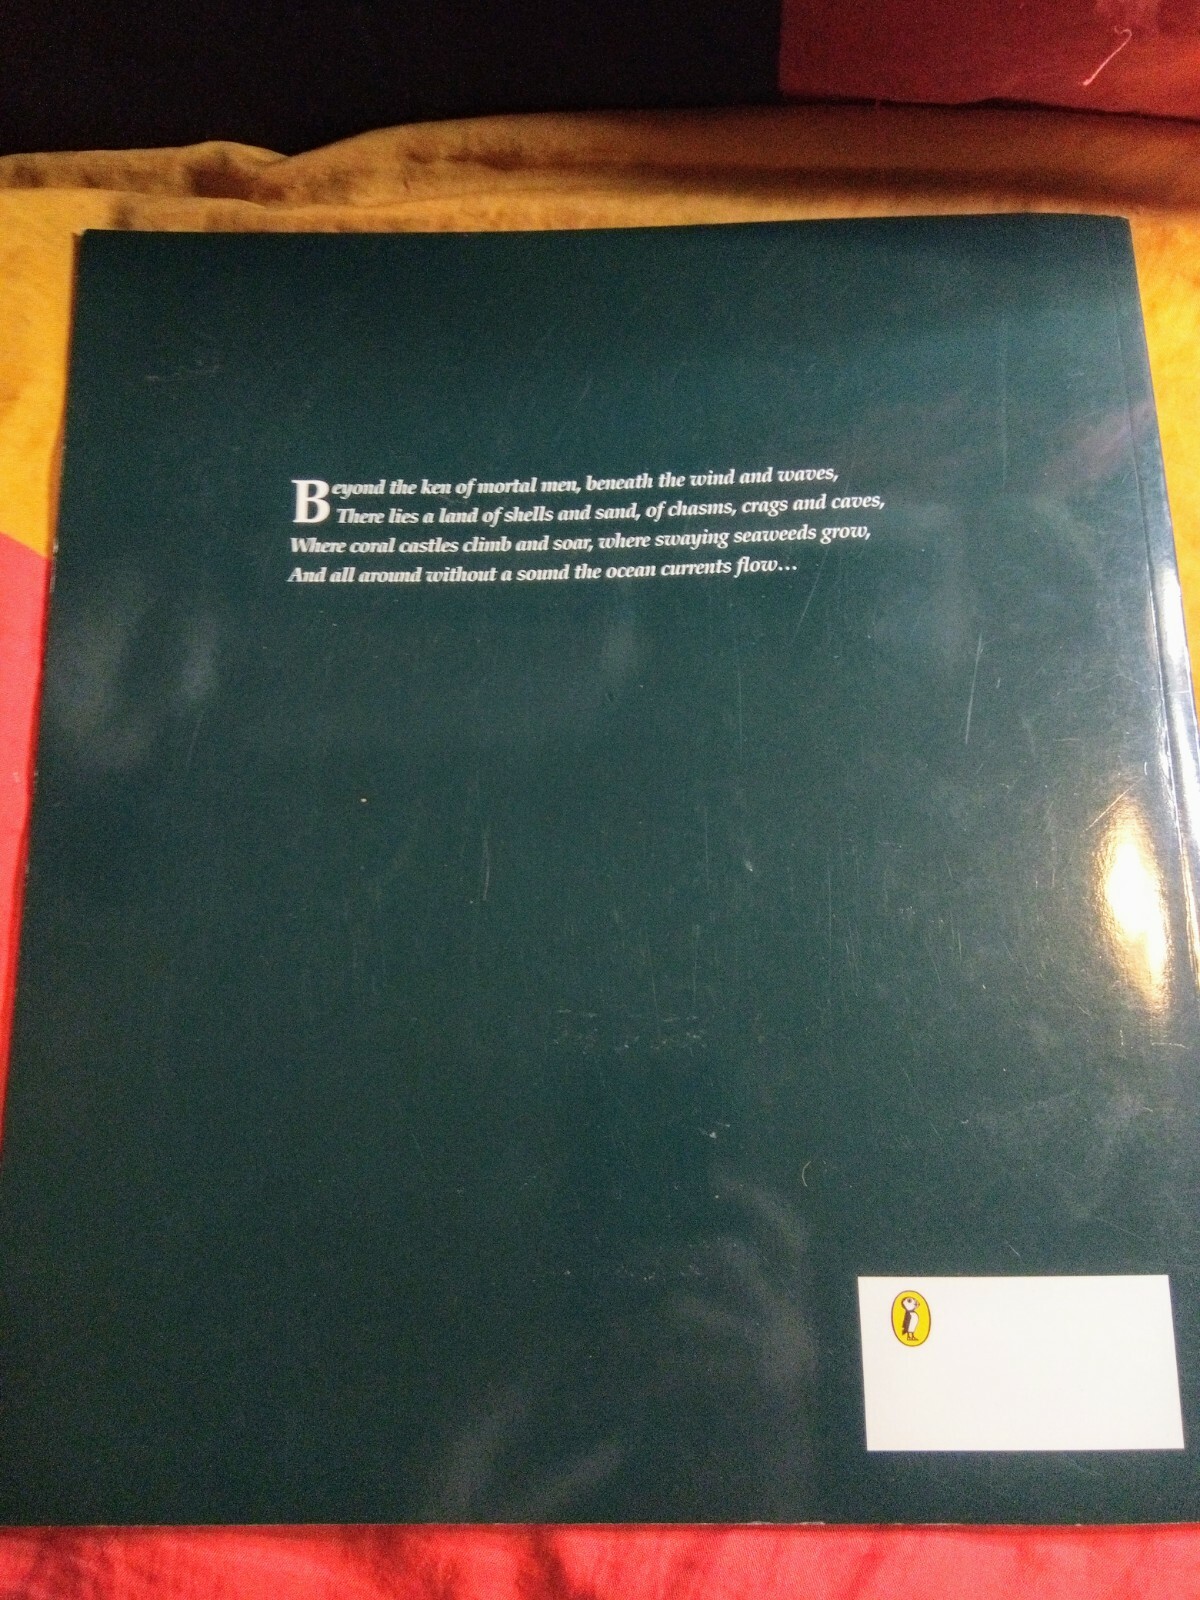 Beyond the ken of mortal men, beneath the wind and waves,
There lies a land of shells and sand, of chasms, crags and caves,
Where coral castles climb and soar, where swaying seaweeds grow,
And all around without a sound the ocean currents flow...